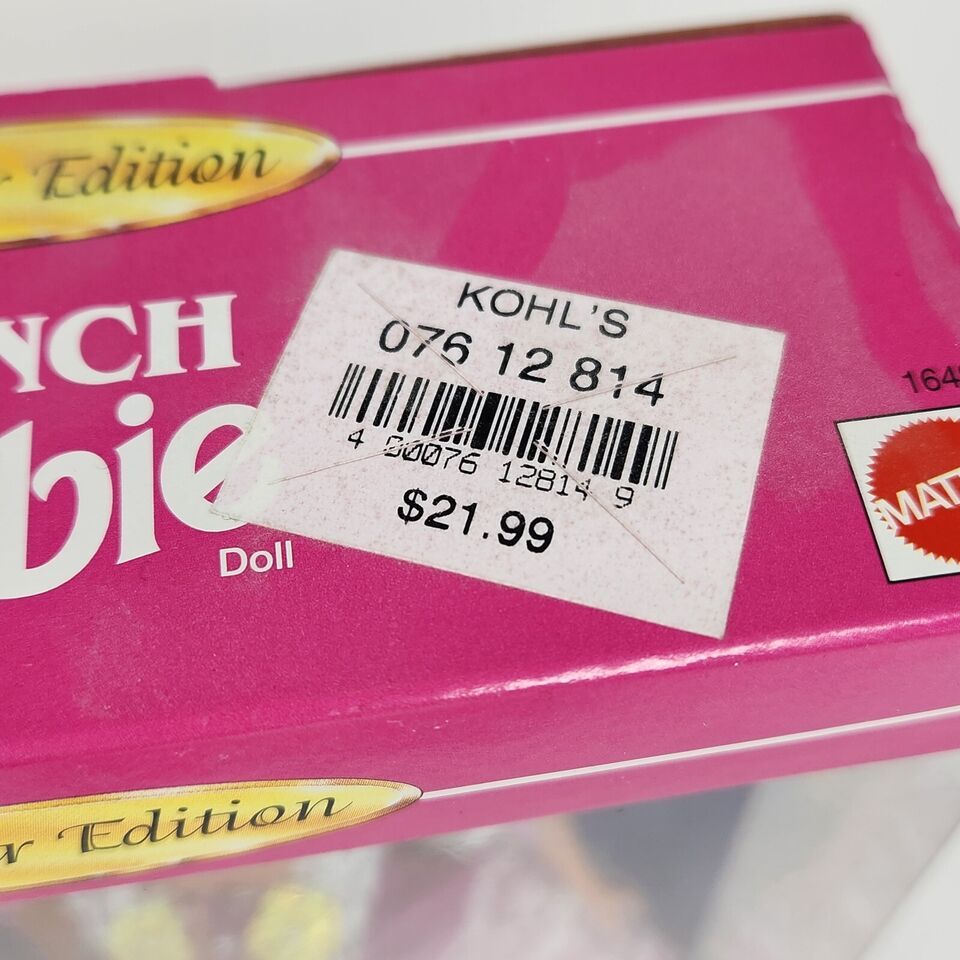 Edition
NCH
bie
Doll
KOHL'S
076 12 814
4 00076 12814 9
$21.99
164
MAT
r Edition